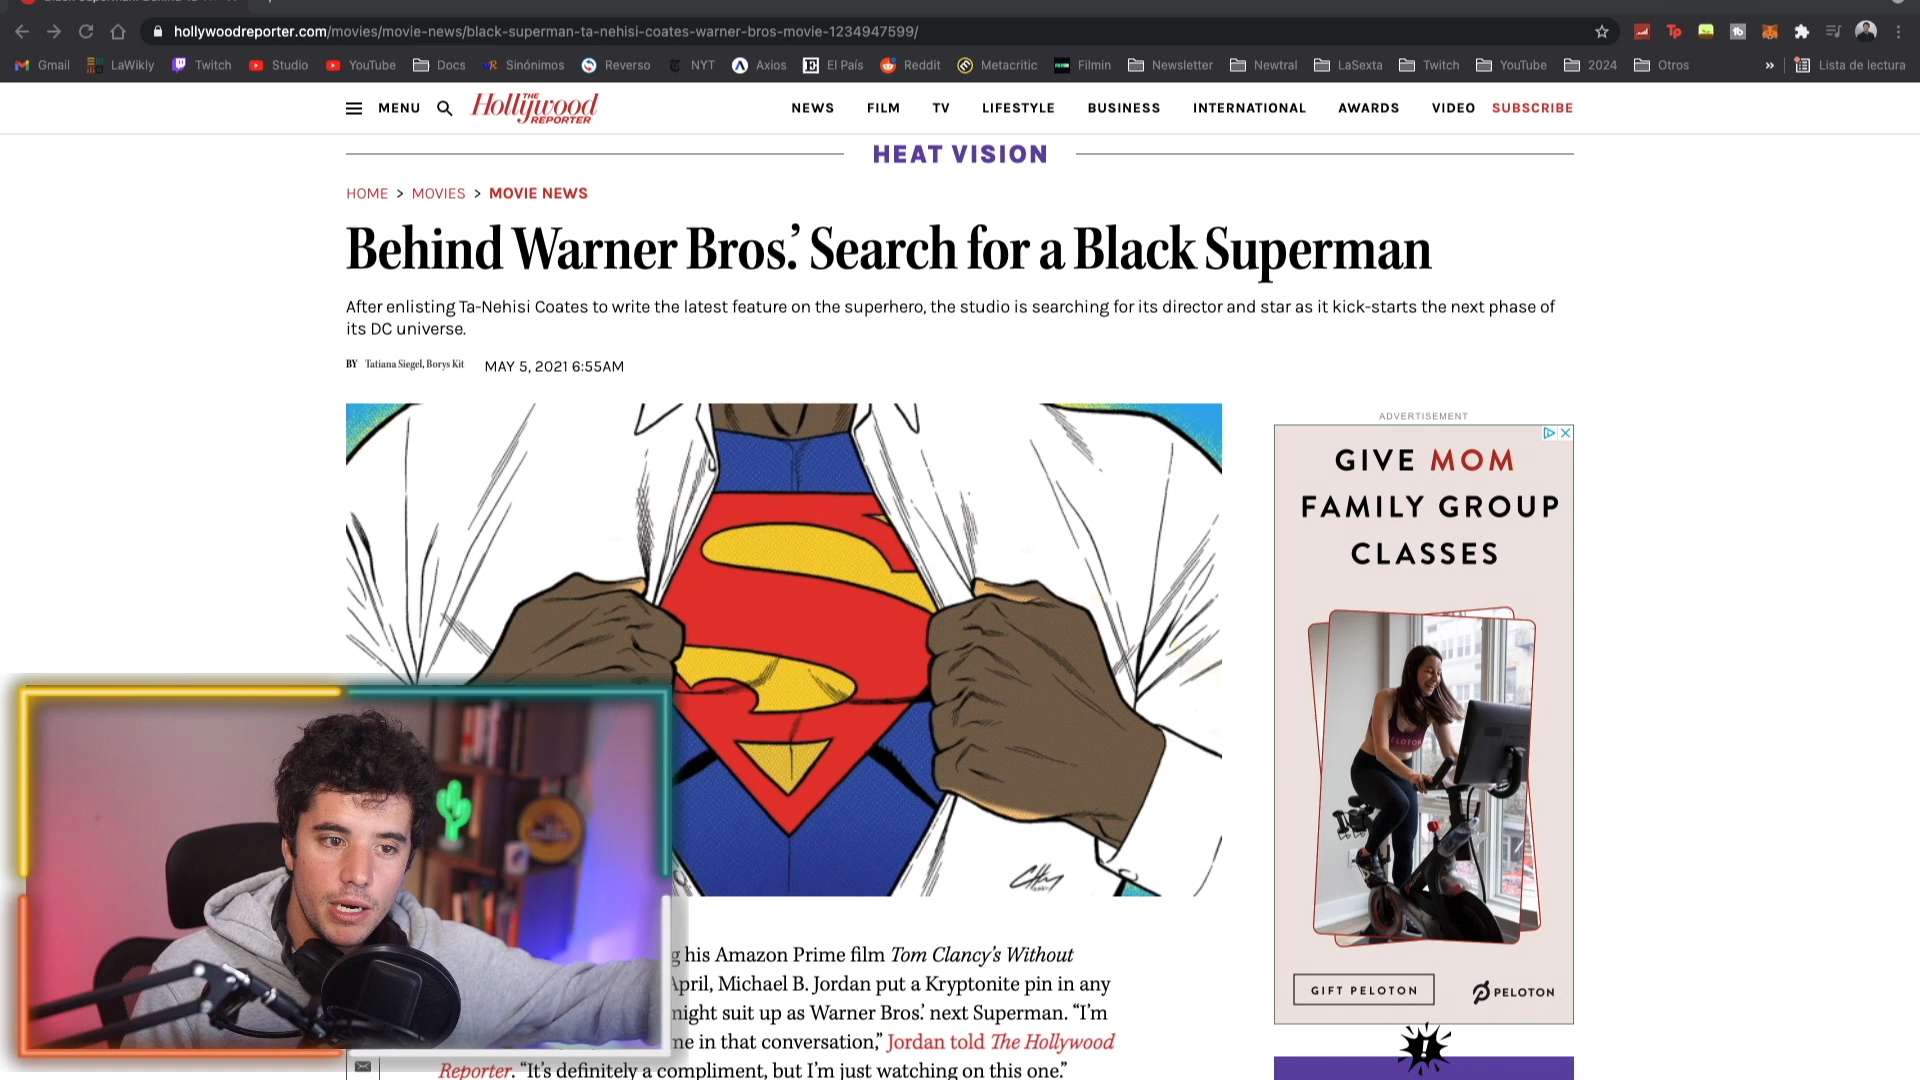 hollywoodreporter.com/movies/movie-news/black-superman-ta-nehisi-coates-warner-bros-movie-1234947599/
Gmail LaWikly Twitch Studio YouTube Docs Sinónimos Reverso NYT Axios El País Reddit Metacritic Filmin Newsletter Newtral LaSexta Twitch YouTube 2024 Otros » Lista de lectura
MENU The Hollywood REPORTER NEWS FILM TV LIFESTYLE BUSINESS INTERNATIONAL AWARDS VIDEO SUBSCRIBE
HEAT VISION
HOME > MOVIES > MOVIE NEWS
Behind Warner Bros.’ Search for a Black Superman
After enlisting Ta-Nehisi Coates to write the latest feature on the superhero, the studio is searching for its director and star as it kick-starts the next phase of
its DC universe.
BY Tatiana Siegel, Borys Kit MAY 5, 2021 6:55AM
ADVERTISEMENT
GIVE MOM
FAMILY GROUP
CLASSES
GIFT PELOTON PELOTON
his Amazon Prime film Tom Clancy’s Without
April, Michael B. Jordan put a Kryptonite pin in any
might suit up as Warner Bros.’ next Superman. “I’m
me in that conversation,” Jordan told The Hollywood
Reporter. “It’s definitely a compliment, but I’m just watching on this one.”